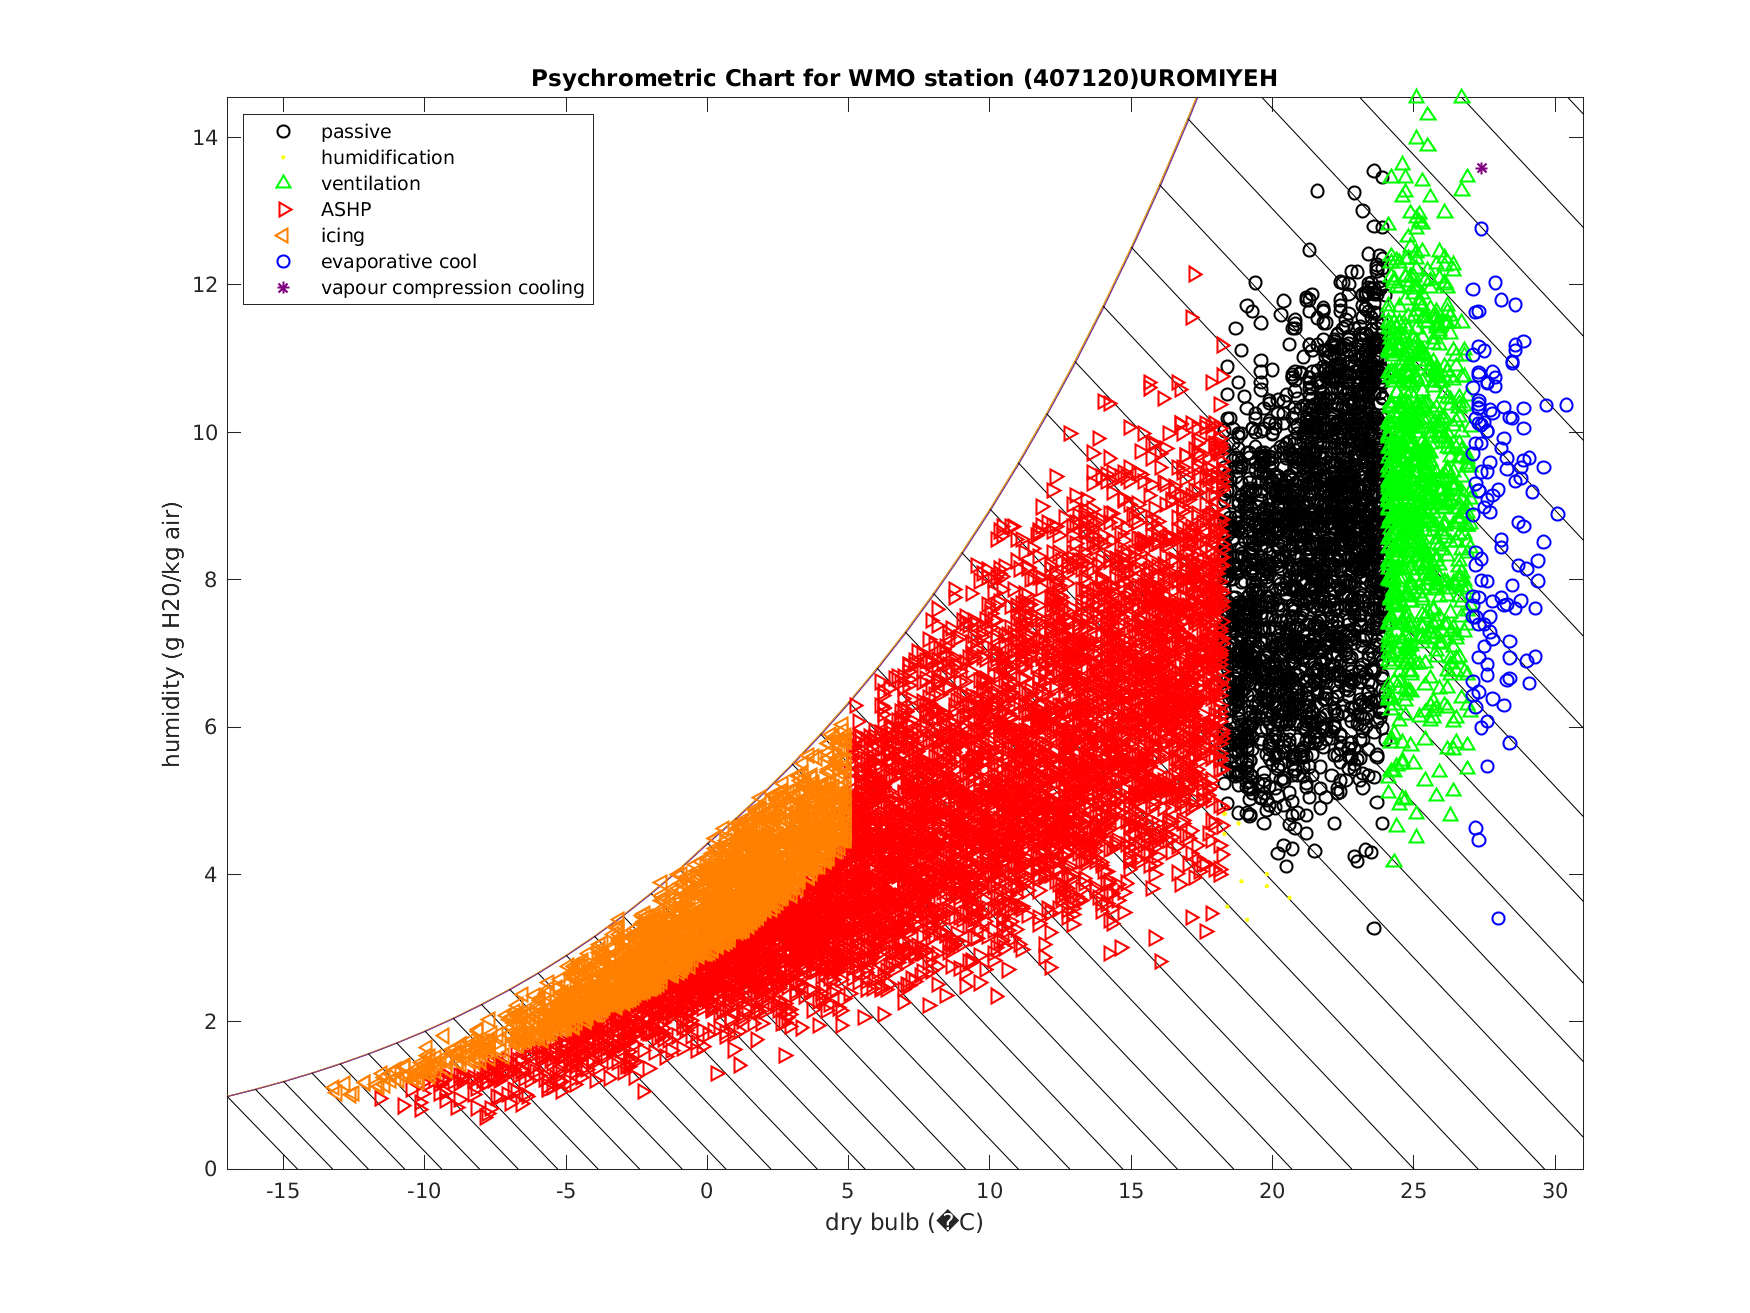 Psychrometric Chart for WMO station (407120)UROMIYEH
passive
humidification
ventilation
ASHP
icing
evaporative cool
vapour compression cooling
humidity (g H20/kg air)
14
12
10
8
6
4
2
0
-15 -10 -5 0 5 10 15 20 25 30
dry bulb (�C)